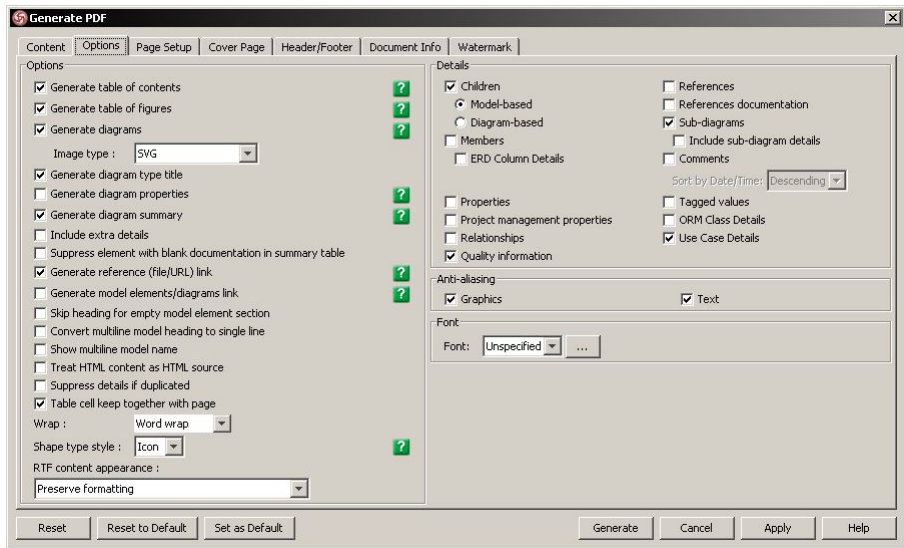 Generate PDF
Content Options Page Setup Cover Page Header/Footer Document Info Watermark
Options
Generate table of contents
Generate table of figures
Generate diagrams
Image type : SVG
Generate diagram type title
Generate diagram properties
Generate diagram summary
Include extra details
Suppress element with blank documentation in summary table
Generate reference (file/URL) link
Generate model elements/diagrams link
Skip heading for empty model element section
Convert multiline model heading to single line
Show multiline model name
Treat HTML content as HTML source
Suppress details if duplicated
Table cell keep together with page
Wrap : Word wrap
Shape type style : Icon
RTF content appearance :
Preserve formatting
Details
Children References
Model-based References documentation
Diagram-based Sub-diagrams
Members Include sub-diagram details
ERD Column Details Comments
Sort by Date/Time: Descending
Properties Tagged values
Project management properties ORM Class Details
Relationships Use Case Details
Quality information
Anti-aliasing
Graphics Text
Font
Font: Unspecified ...
Reset Reset to Default Set as Default Generate Cancel Apply Help